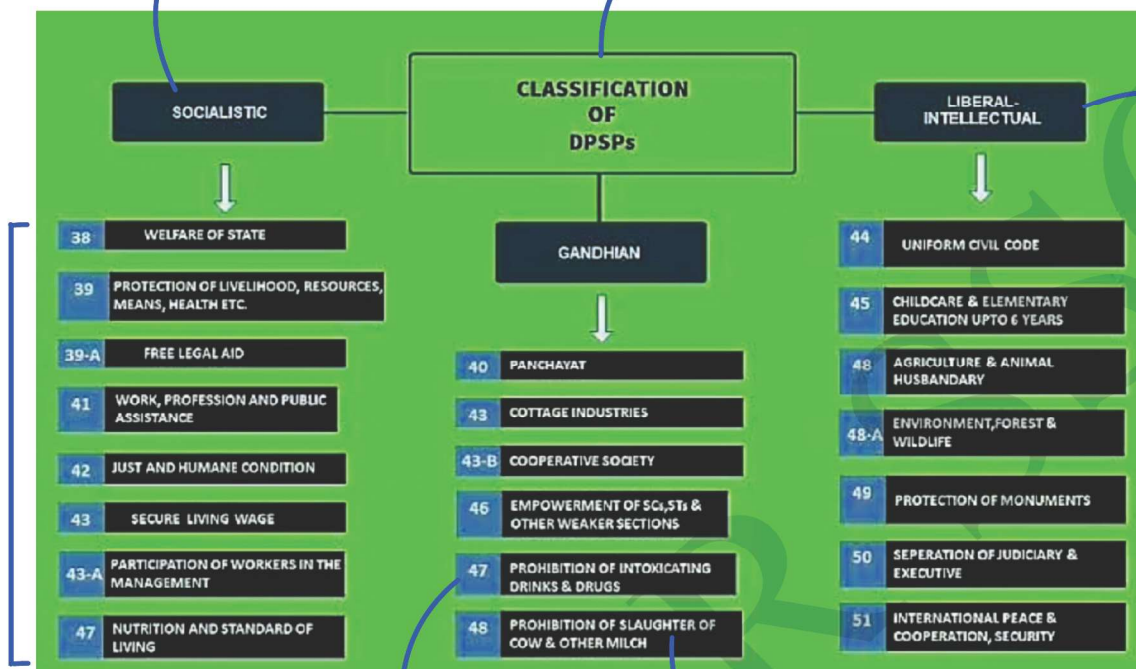 CLASSIFICATION
OF
DPSPs
SOCIALISTIC
38 WELFARE OF STATE
39 PROTECTION OF LIVELIHOOD, RESOURCES,
MEANS, HEALTH ETC.
39-A FREE LEGAL AID
41 WORK, PROFESSION AND PUBLIC
ASSISTANCE
42 JUST AND HUMANE CONDITION
43 SECURE LIVING WAGE
43-A PARTICIPATION OF WORKERS IN THE
MANAGEMENT
47 NUTRITION AND STANDARD OF
LIVING
GANDHIAN
40 PANCHAYAT
43 COTTAGE INDUSTRIES
43-B COOPERATIVE SOCIETY
46 EMPOWERMENT OF SCs,STs &
OTHER WEAKER SECTIONS
47 PROHIBITION OF INTOXICATING
DRINKS & DRUGS
48 PROHIBITION OF SLAUGHTER OF
COW & OTHER MILCH
LIBERAL-
INTELLECTUAL
44 UNIFORM CIVIL CODE
45 CHILDCARE & ELEMENTARY
EDUCATION UPTO 6 YEARS
48 AGRICULTURE & ANIMAL
HUSBANDARY
48-A ENVIRONMENT,FOREST &
WILDLIFE
49 PROTECTION OF MONUMENTS
50 SEPERATION OF JUDICIARY &
EXECUTIVE
51 INTERNATIONAL PEACE &
COOPERATION, SECURITY